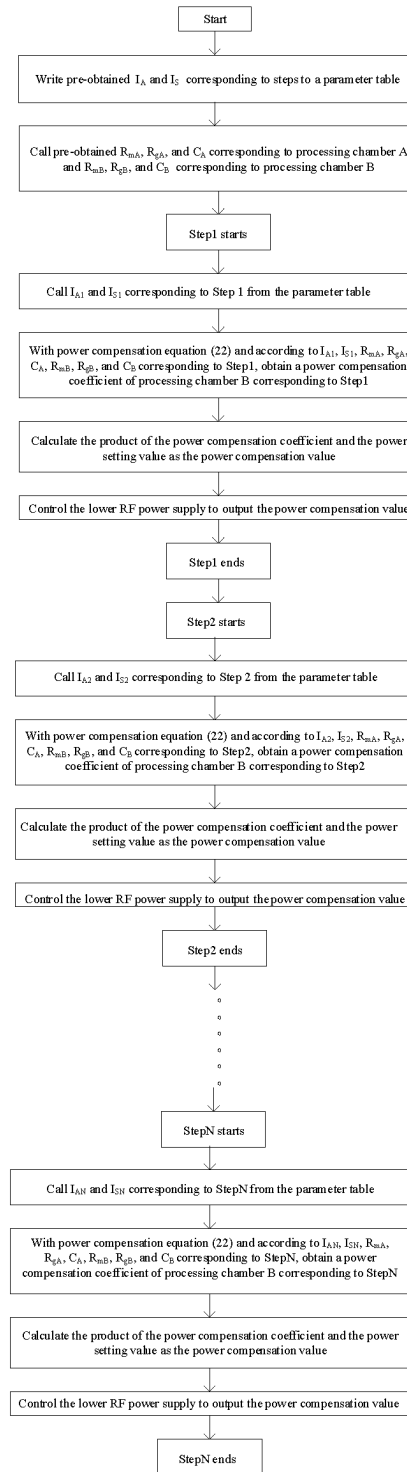 Start
Write pre-obtained I_A and I_S corresponding to steps to a parameter table
Call pre-obtained R_mA, R_gA, and C_A corresponding to processing chamber A
and R_mB, R_gB, and C_B corresponding to processing chamber B
Step1 starts
Call I_A1 and I_S1 corresponding to Step 1 from the parameter table
With power compensation equation (22) and according to I_A1, I_S1, R_mA, R_gA,
C_A, R_mB, R_gB, and C_B corresponding to Step1, obtain a power compensation
coefficient of processing chamber B corresponding to Step1
Calculate the product of the power compensation coefficient and the power
setting value as the power compensation value
Control the lower RF power supply to output the power compensation value
Step1 ends
Step2 starts
Call I_A2 and I_S2 corresponding to Step 2 from the parameter table
With power compensation equation (22) and according to I_A2, I_S2, R_mA, R_gA,
C_A, R_mB, R_gB, and C_B corresponding to Step2, obtain a power compensation
coefficient of processing chamber B corresponding to Step2
Calculate the product of the power compensation coefficient and the power
setting value as the power compensation value
Control the lower RF power supply to output the power compensation value
Step2 ends
StepN starts
Call I_AN and I_SN corresponding to StepN from the parameter table
With power compensation equation (22) and according to I_AN, I_SN, R_mA,
R_gA, C_A, R_mB, R_gB, and C_B corresponding to StepN, obtain a power
compensation coefficient of processing chamber B corresponding to StepN
Calculate the product of the power compensation coefficient and the power
setting value as the power compensation value
Control the lower RF power supply to output the power compensation value
StepN ends